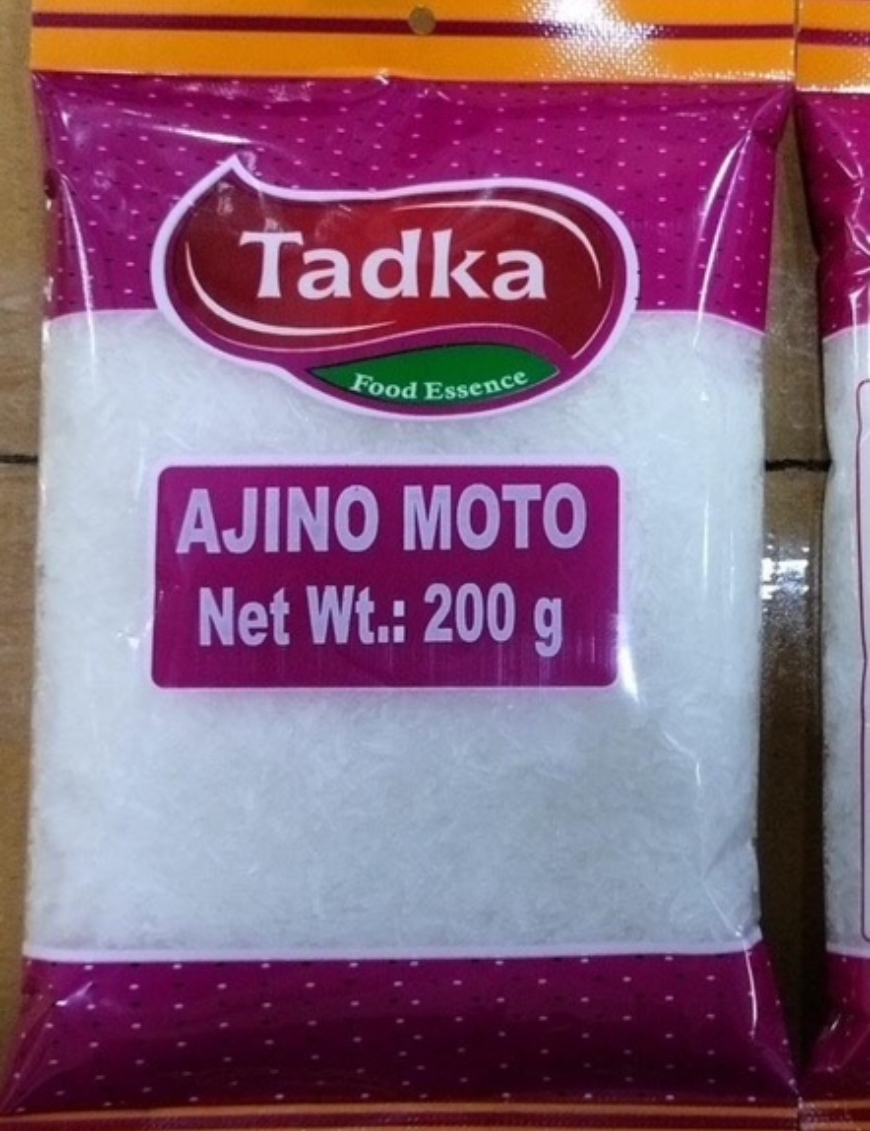 Tadka
Food Essence
AJINO MOTO
Net Wt.: 200 g